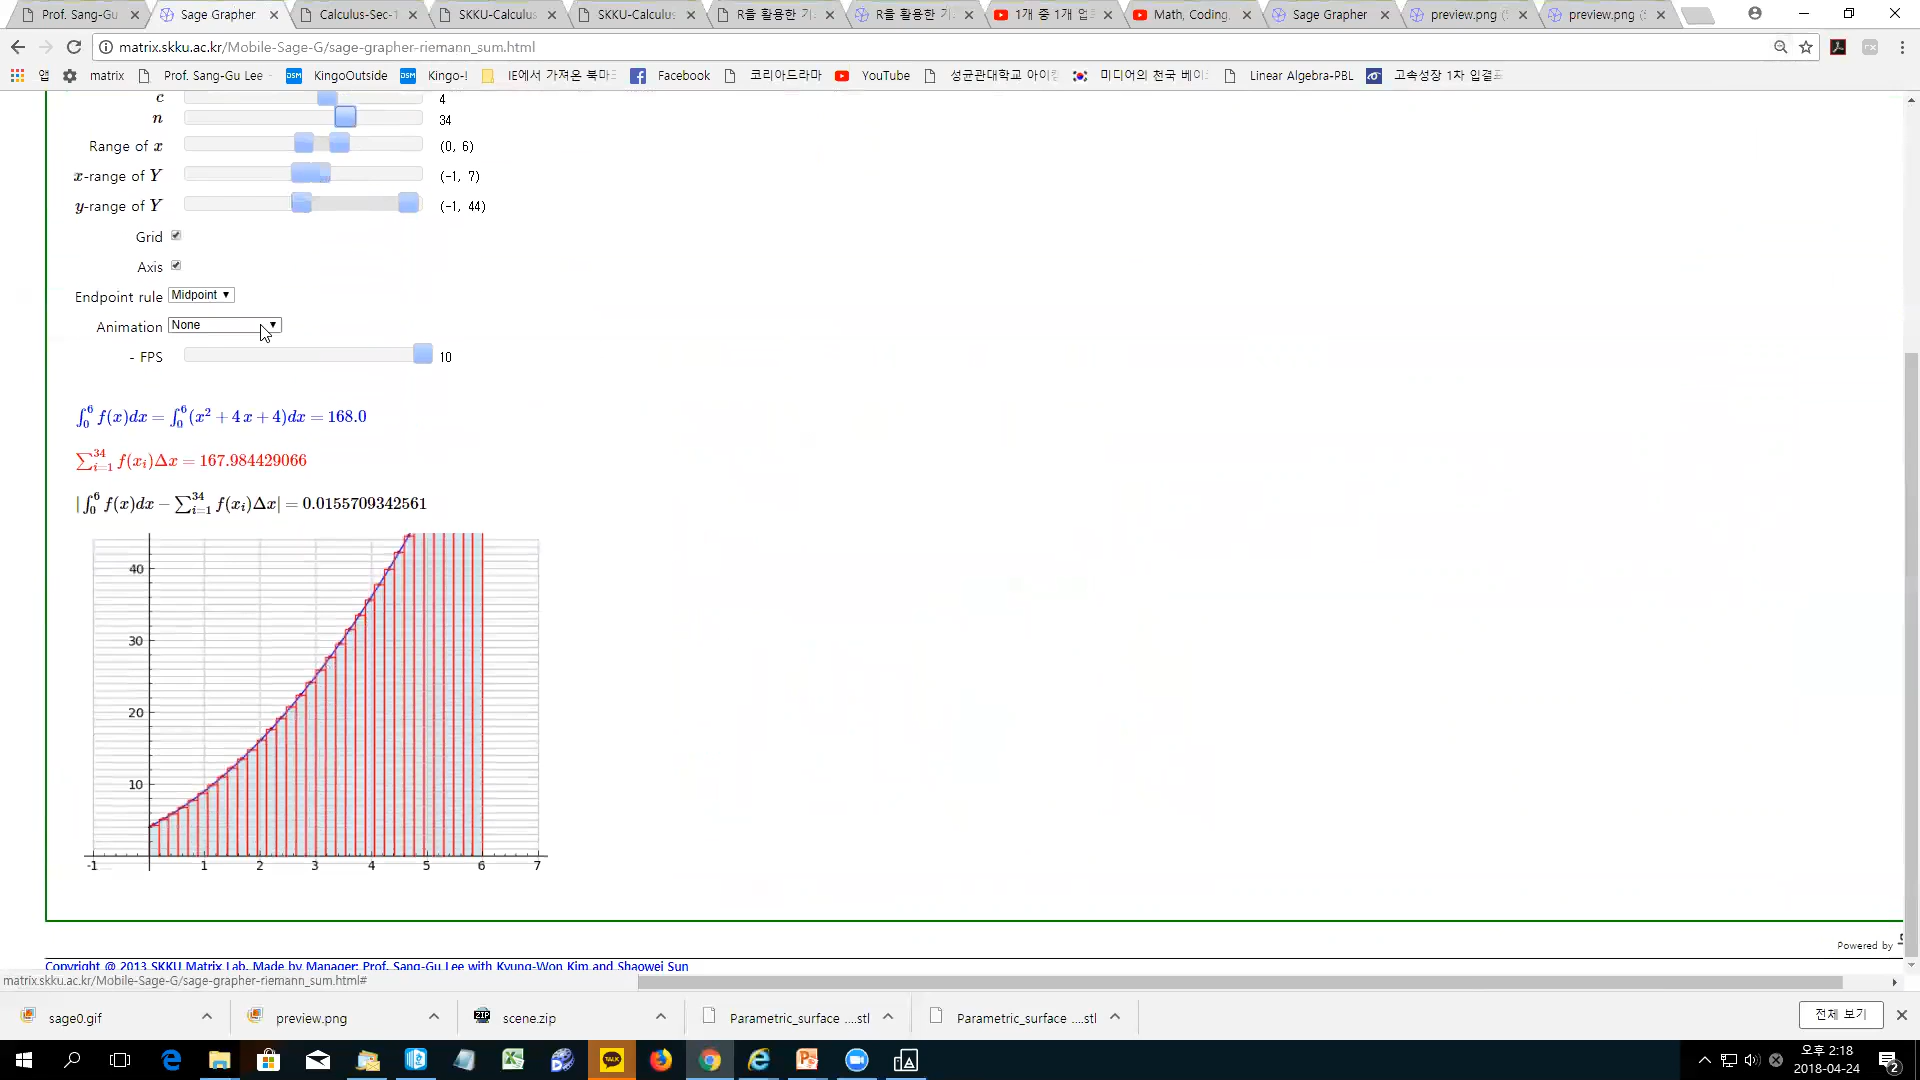 Prof. Sang-Gu
Sage Grapher
Calculus-Sec-1
SKKU-Calculus
SKKU-Calculus
R을 활용한 기
R을 활용한 기
1개 중 1개 업
Math, Coding
Sage Grapher
preview.png (
preview.png (
matrix.skku.ac.kr/Mobile-Sage-G/sage-grapher-riemann_sum.html
앱
matrix
Prof. Sang-Gu Lee -
KingoOutside
Kingo-!
IE에서 가져온 북마
Facebook
코리아드라마
YouTube
성균관대학교 아이
미디어의 천국 베이
Linear Algebra-PBL
고속성장 1차 입결
c 4
n 34
Range of x (0, 6)
x-range of Y (-1, 7)
y-range of Y (-1, 44)
Grid
Axis
Endpoint rule Midpoint
Animation None
- FPS 10
∫₀⁶ f(x)dx = ∫₀⁶ (x² + 4 x + 4)dx = 168.0
∑³⁴ᵢ₌₁ f(xᵢ)Δx = 167.984429066
|∫₀⁶ f(x)dx − ∑³⁴ᵢ₌₁ f(xᵢ)Δx| = 0.0155709342561
40
30
20
10
-1 1 2 3 4 5 6 7
Powered by
Copyright @ 2013 SKKU Matrix Lab. Made by Manager: Prof. Sang-Gu Lee with Kyung-Won Kim and Shaowei Sun
matrix.skku.ac.kr/Mobile-Sage-G/sage-grapher-riemann_sum.html#
sage0.gif
preview.png
scene.zip
Parametric_surface ....stl
Parametric_surface ....stl
전체 보기
오후 2:18
2018-04-24
2